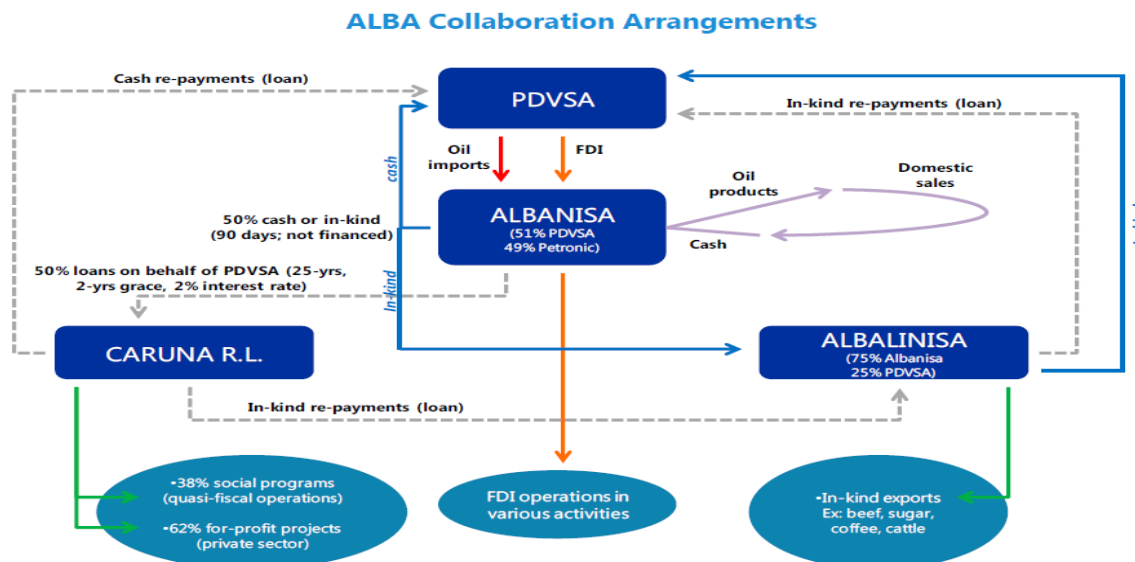 ALBA Collaboration Arrangements
Cash re-payments (loan)
PDVSA
In-kind re-payments (loan)
cash
Oil
imports
FDI
Oil
products
Domestic
sales
50% cash or in-kind
(90 days; not financed)
ALBANISA
(51% PDVSA
49% Petronic)
Cash
50% loans on behalf of PDVSA (25-yrs,
2-yrs grace, 2% interest rate)
In-kind
CARUNA R.L.
ALBALINISA
(75% Albanisa
25% PDVSA)
In-kind re-payments (loan)
•38% social programs
(quasi-fiscal operations)
•62% for-profit projects
(private sector)
FDI operations in
various activities
•In-kind exports
Ex: beef, sugar,
coffee, cattle